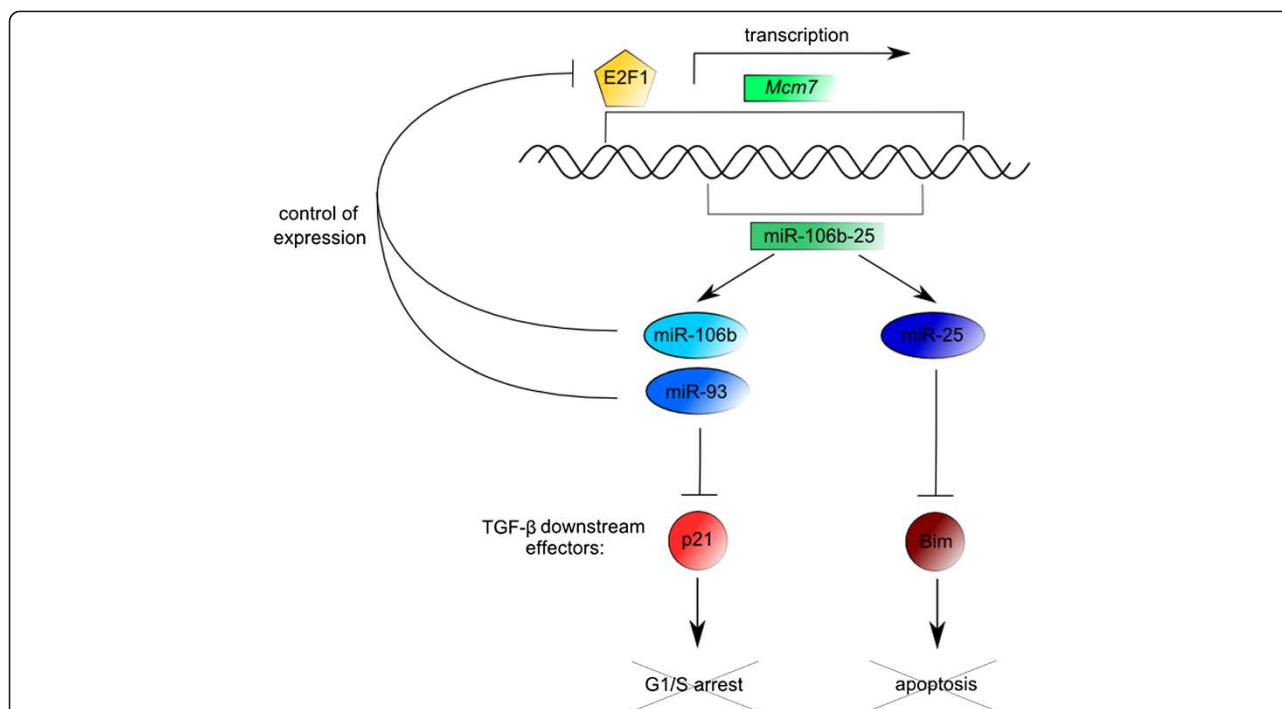 transcription
E2F1
Mcm7
control of
expression
miR-106b-25
miR-106b
miR-25
miR-93
TGF-β downstream
effectors:
p21
Bim
G1/S arrest
apoptosis